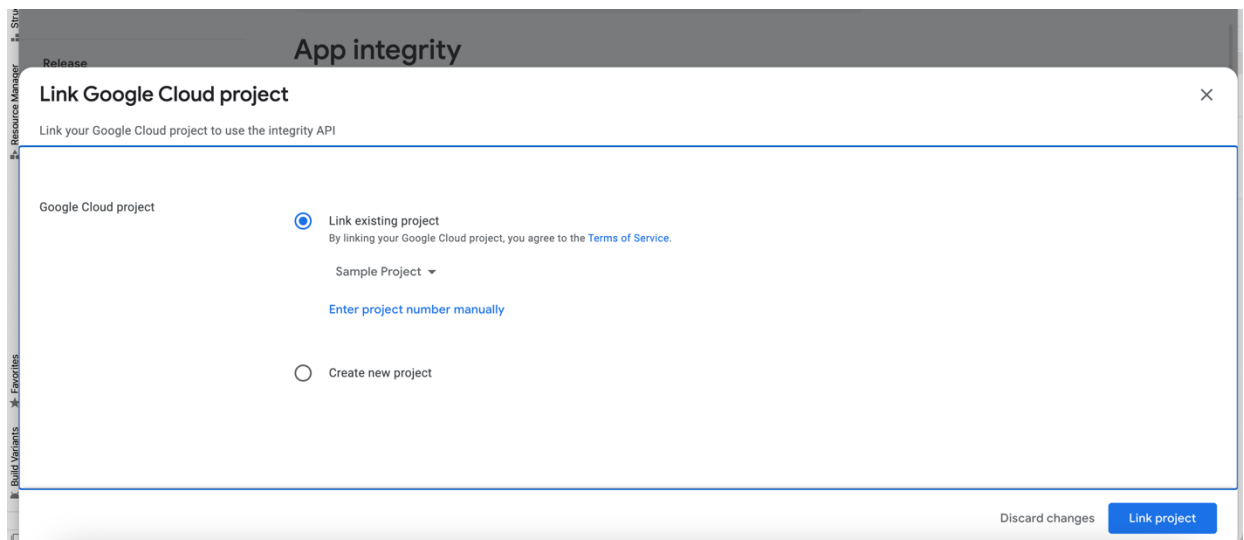 Stru
App integrity
Release
Resource Manager
Link Google Cloud project
Link your Google Cloud project to use the integrity API
Google Cloud project
Link existing project
By linking your Google Cloud project, you agree to the Terms of Service.
Sample Project
Enter project number manually
Favorites
Create new project
Build Variants
Discard changes
Link project